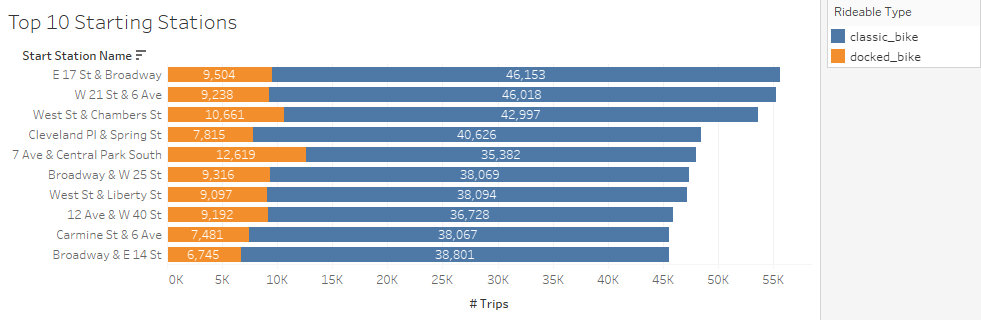 Top 10 Starting Stations
Start Station Name
E 17 St & Broadway 9,504 46,153
W 21 St & 6 Ave 9,238 46,018
West St & Chambers St 10,661 42,997
Cleveland Pl & Spring St 7,815 40,626
7 Ave & Central Park South 12,619 35,382
Broadway & W 25 St 9,316 38,069
West St & Liberty St 9,097 38,094
12 Ave & W 40 St 9,192 36,728
Carmine St & 6 Ave 7,481 38,067
Broadway & E 14 St 6,745 38,801
0K 5K 10K 15K 20K 25K 30K 35K 40K 45K 50K 55K
# Trips
Rideable Type
classic_bike
docked_bike